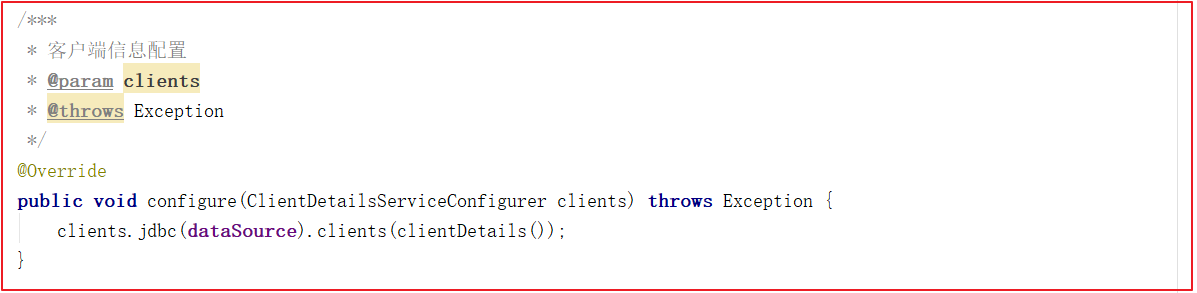 /***
 * 客户端信息配置
 * @param clients
 * @throws Exception
 */
@Override
public void configure(ClientDetailsServiceConfigurer clients) throws Exception {
    clients.jdbc(dataSource).clients(clientDetails());
}